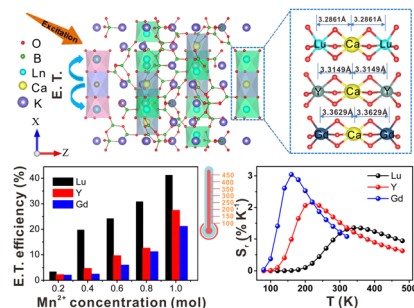 Excitation
E. T.
X
Z
O
B
Ln
Ca
K
3.2861Å 3.2861Å
Lu Ca Lu
3.3149Å 3.3149Å
Y Ca Y
3.3629Å 3.3629Å
Gd Ca Gd
E.T. efficiency (%)
40
30
20
10
0
Lu
Y
Gd
0.2 0.4 0.6 0.8 1.0
Mn²⁺ concentration (mol)
450
400
350
300
250
200
150
100
Sᵣ (% K⁻¹)
3
2
1
0
Lu
Y
Gd
100 200 300 400 500
T (K)